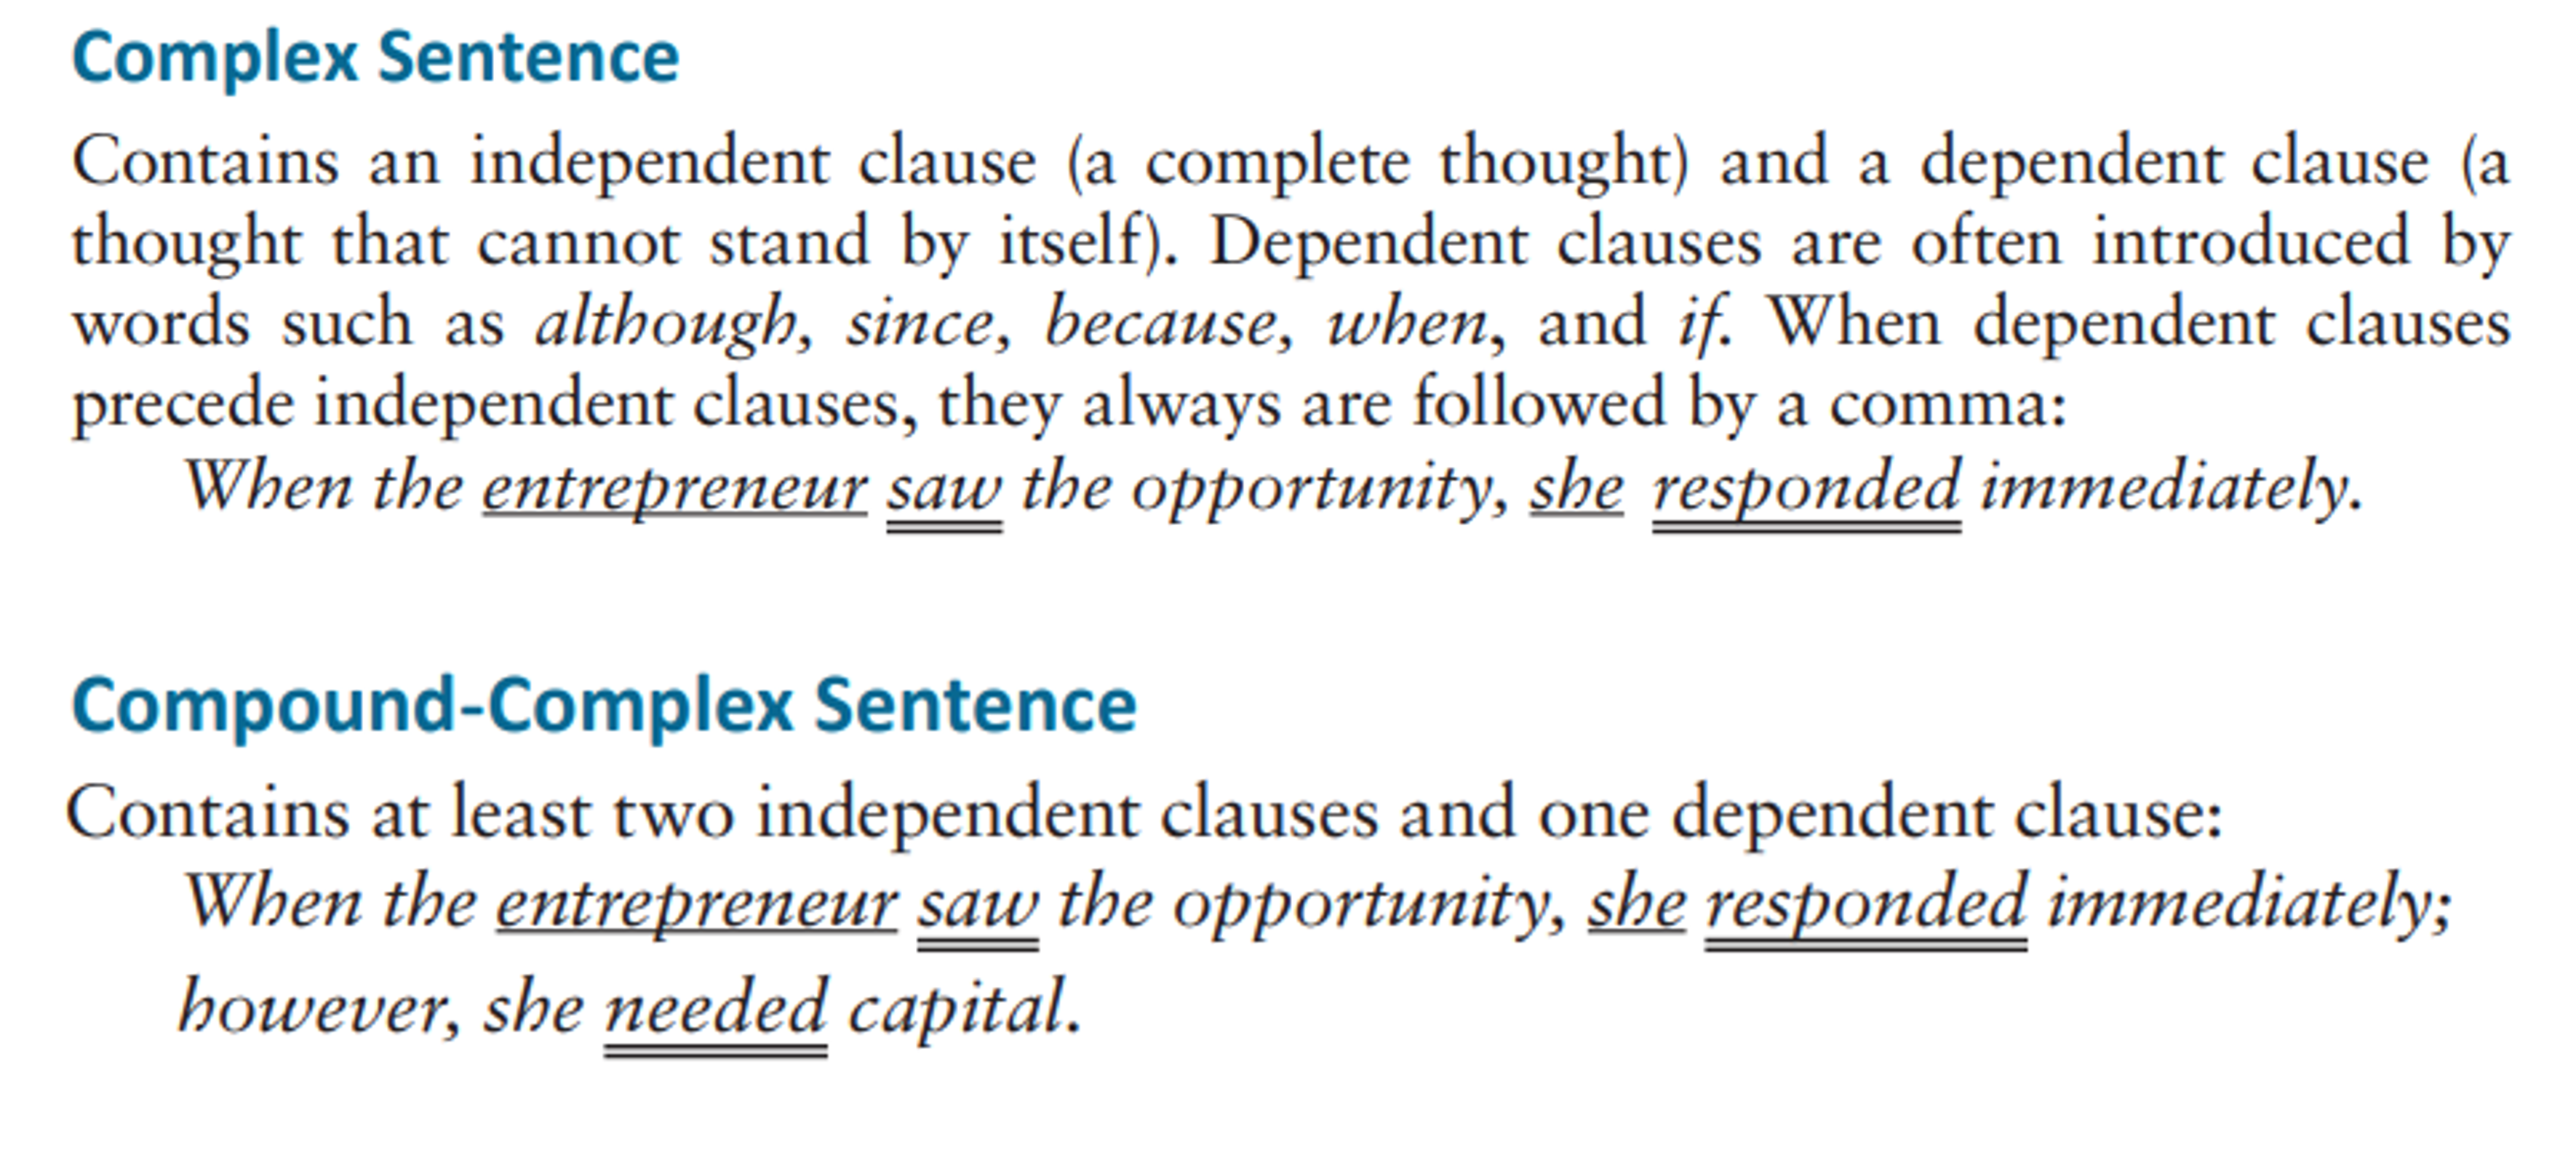 Complex Sentence
Contains an independent clause (a complete thought) and a dependent clause (a
thought that cannot stand by itself). Dependent clauses are often introduced by
words such as although, since, because, when, and if. When dependent clauses
precede independent clauses, they always are followed by a comma:
When the entrepreneur saw the opportunity, she responded immediately.
Compound-Complex Sentence
Contains at least two independent clauses and one dependent clause:
When the entrepreneur saw the opportunity, she responded immediately;
however, she needed capital.